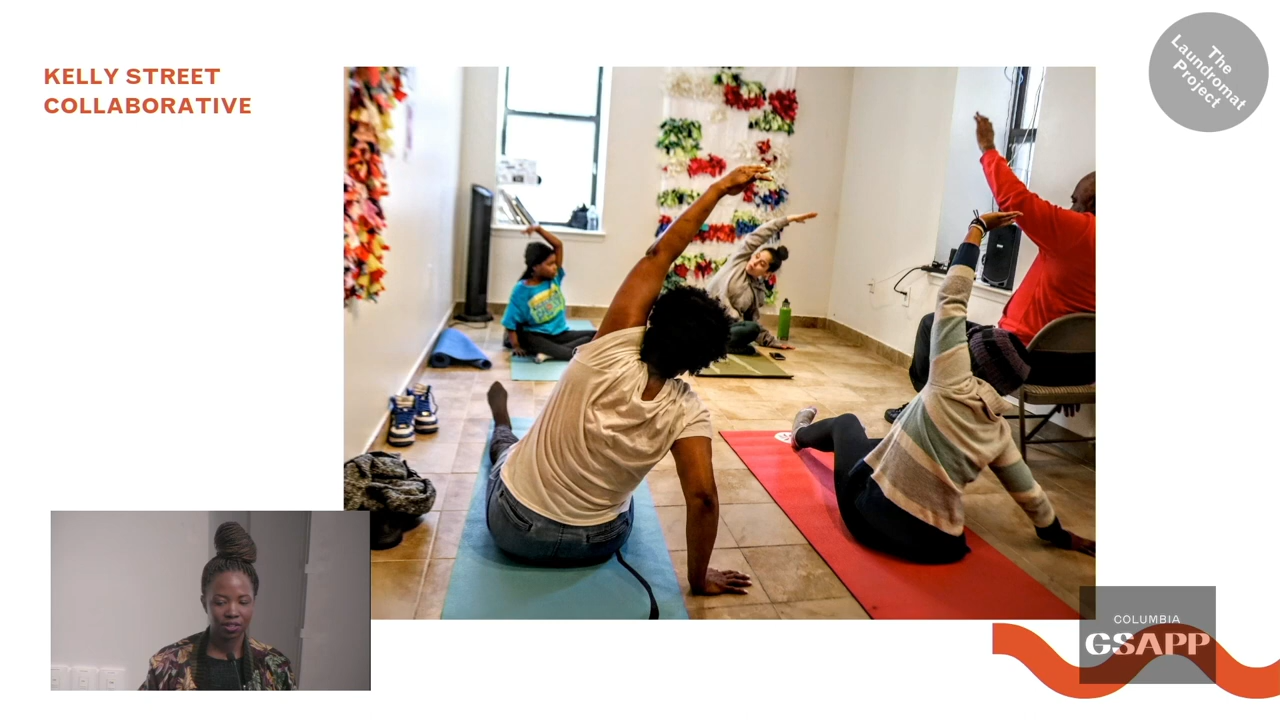 KELLY STREET
COLLABORATIVE
The
Laundromat
Project
COLUMBIA
GSAPP